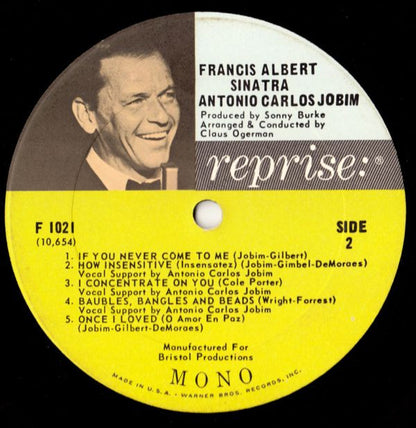 FRANCIS ALBERT
SINATRA
ANTONIO CARLOS JOBIM
Produced by Sonny Burke
Arranged & Conducted by
Claus Ogerman
reprise:®
F 1021
(10,654)
SIDE
2
1. IF YOU NEVER COME TO ME (Jobim-Gilbert)
2. HOW INSENSITIVE (Insensatez) (Jobim-Gimbel-DeMoraes)
Vocal Support by Antonio Carlos Jobim
3. I CONCENTRATE ON YOU (Cole Porter)
Vocal Support by Antonio Carlos Jobim
4. BAUBLES, BANGLES AND BEADS (Wright-Forrest)
Vocal Support by Antonio Carlos Jobim
5. ONCE I LOVED (O Amor En Paz)
(Jobim-Gilbert-DeMoraes)
Manufactured For
Bristol Productions
MONO
MADE IN U.S.A. - WARNER BROS. RECORDS, INC.